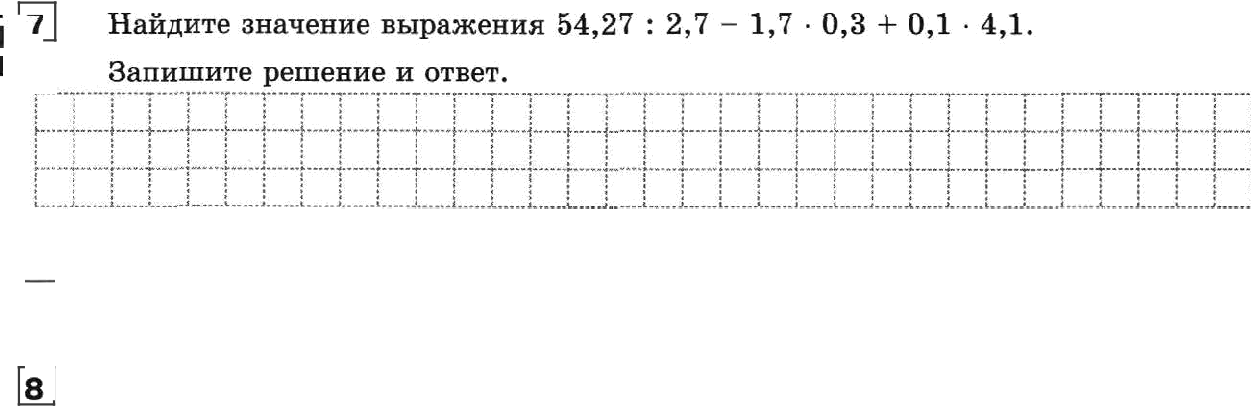 7 Найдите значение выражения 54,27 : 2,7 − 1,7 · 0,3 + 0,1 · 4,1.
Запишите решение и ответ.
8